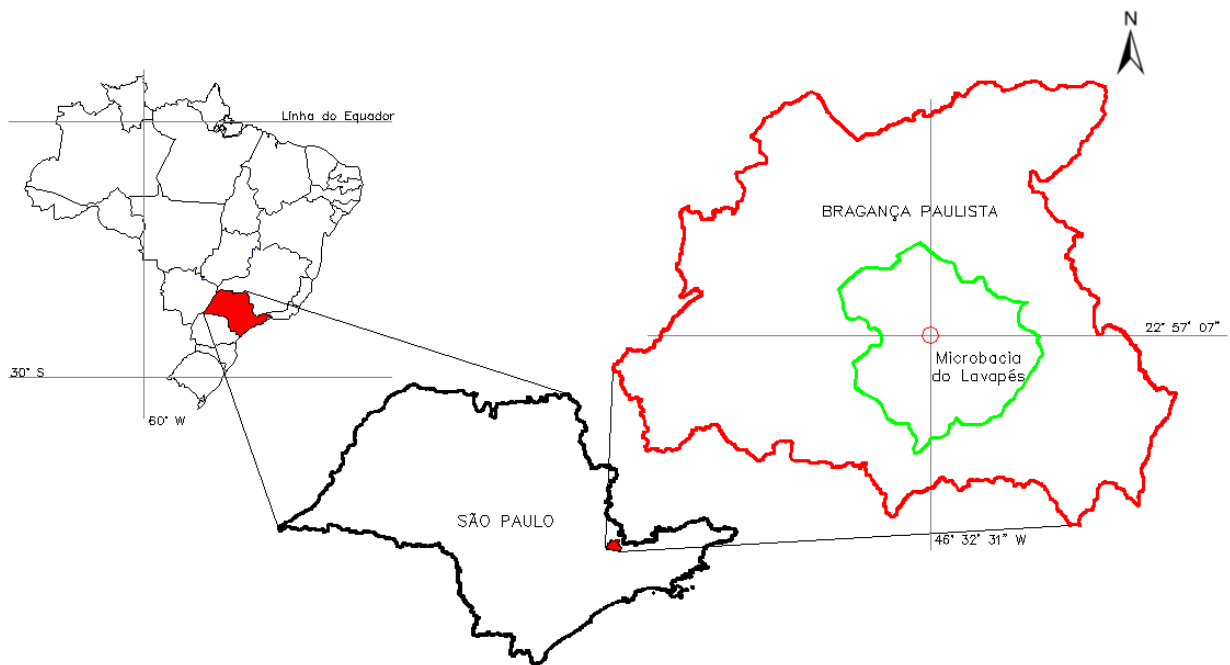 N
Linha do Equador
BRAGANÇA PAULISTA
22° 57' 07"
Microbacia
do Lavapés
30° S
60° W
SÃO PAULO
46° 32' 31" W